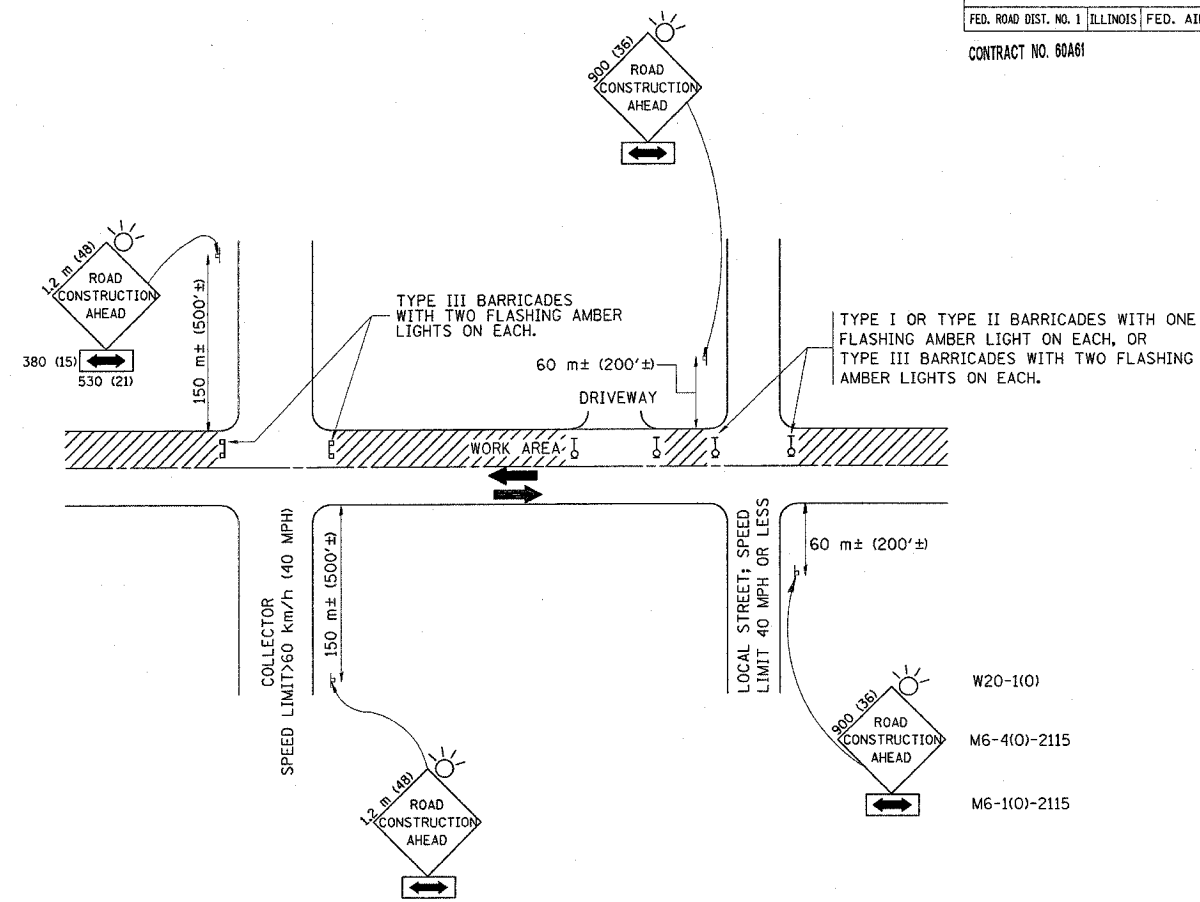 FED. ROAD DIST. NO. 1 ILLINOIS FED. AI
CONTRACT NO. 60A61
900 (36)
ROAD
CONSTRUCTION
AHEAD
1.2 m (48)
ROAD
CONSTRUCTION
AHEAD
380 (15)
530 (21)
150 m± (500'±)
TYPE III BARRICADES
WITH TWO FLASHING AMBER
LIGHTS ON EACH.
60 m± (200'±)
DRIVEWAY
TYPE I OR TYPE II BARRICADES WITH ONE
FLASHING AMBER LIGHT ON EACH, OR
TYPE III BARRICADES WITH TWO FLASHING
AMBER LIGHTS ON EACH.
WORK AREA
COLLECTOR
SPEED LIMIT>60 km/h (40 MPH)
150 m± (500'±)
LOCAL STREET; SPEED
LIMIT 40 MPH OR LESS
60 m± (200'±)
1.2 m (48)
ROAD
CONSTRUCTION
AHEAD
900 (36)
ROAD
CONSTRUCTION
AHEAD
W20-1(O)
M6-4(O)-2115
M6-1(O)-2115